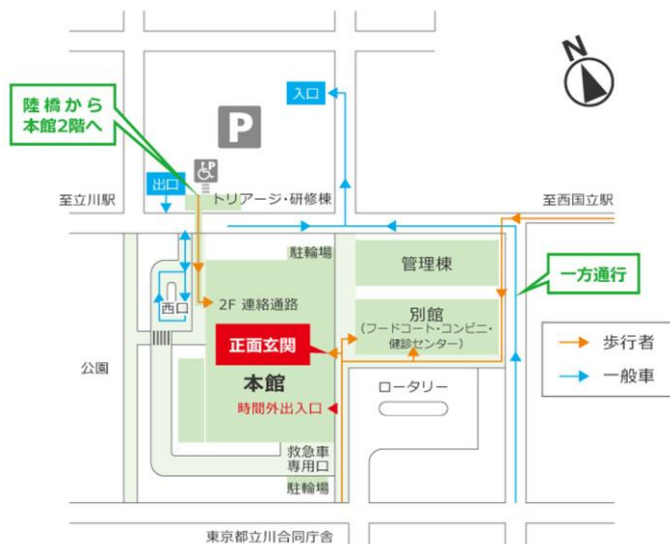 N
陸橋から
本館2階へ
入口
P
P
出口
トリアージ・研修棟
至立川駅
至西国立駅
駐輪場
管理棟
一方通行
2F 連絡通路
西口
別館
(フードコート・コンビニ・
健診センター)
正面玄関
歩行者
一般車
公園
本館
ロータリー
時間外出入口
救急車
専用口
駐輪場
東京都立川合同庁舎